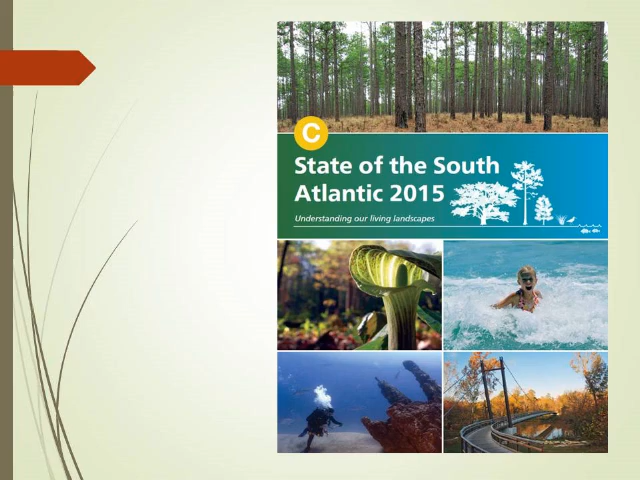 C
State of the South
Atlantic 2015
Understanding our living landscapes